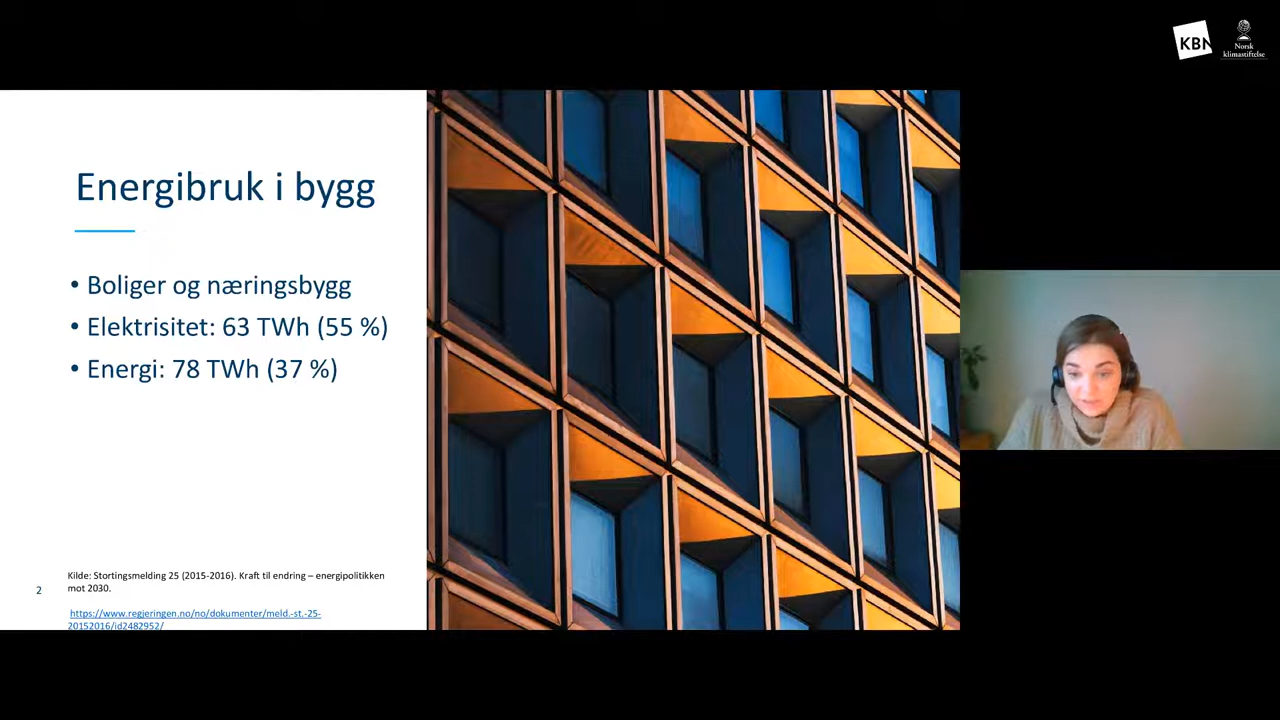 KBN
Norsk
klimastiftelse
Energibruk i bygg
• Boliger og næringsbygg
• Elektrisitet: 63 TWh (55 %)
• Energi: 78 TWh (37 %)
Kilde: Stortingsmelding 25 (2015-2016). Kraft til endring – energipolitikken
mot 2030.
2
https://www.regjeringen.no/no/dokumenter/meld.-st.-25-
20152016/id2482952/